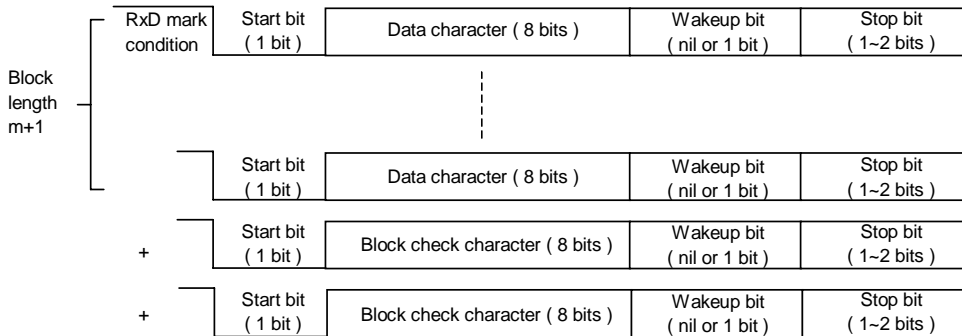 RxD mark
condition
Start bit
( 1 bit )
Data character ( 8 bits )
Wakeup bit
(nil or 1 bit )
Stop bit
( 1~2 bits )
Block
length
m+1
Start bit
( 1 bit )
Data character ( 8 bits )
Wakeup bit
(nil or 1 bit )
Stop bit
( 1~2 bits )
+
Start bit
( 1 bit )
Block check character ( 8 bits )
Wakeup bit
(nil or 1 bit )
Stop bit
( 1~2 bits )
+
Start bit
( 1 bit )
Block check character ( 8 bits )
Wakeup bit
(nil or 1 bit )
Stop bit
( 1~2 bits )